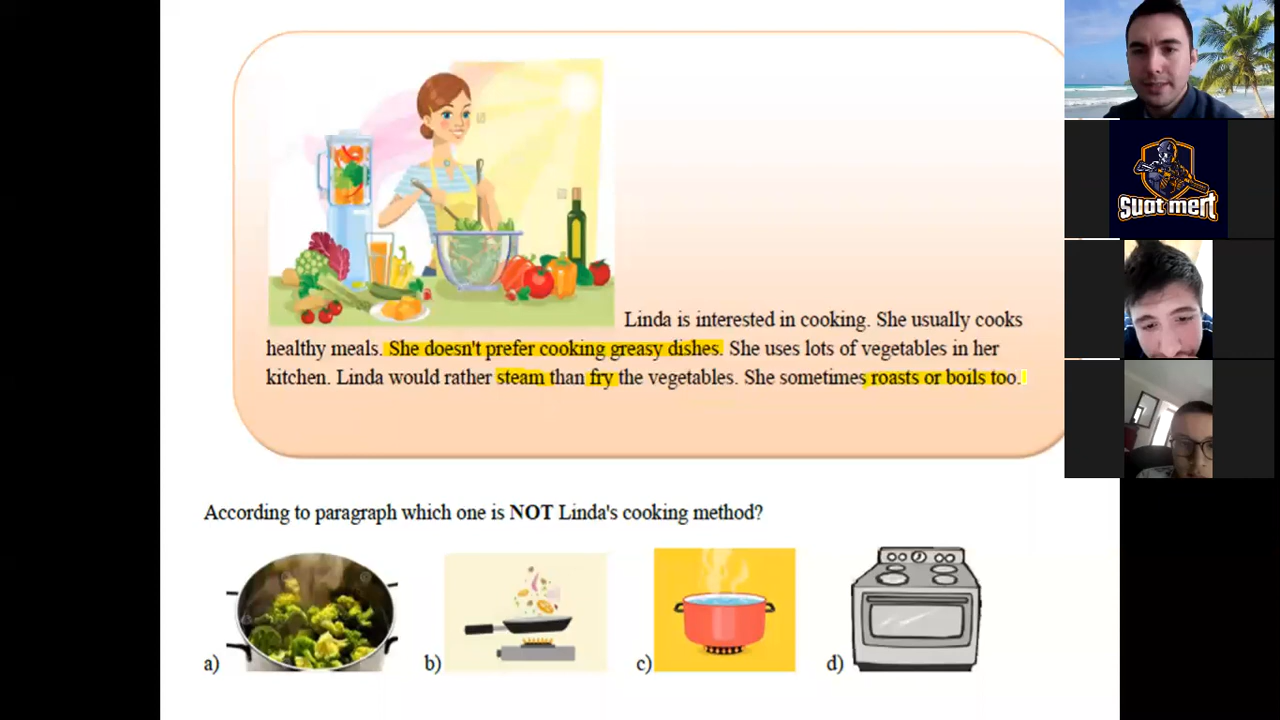 Linda is interested in cooking. She usually cooks
healthy meals. She doesn't prefer cooking greasy dishes. She uses lots of vegetables in her
kitchen. Linda would rather steam than fry the vegetables. She sometimes roasts or boils too.
According to paragraph which one is NOT Linda's cooking method?
a)
b)
c)
d)
SUOT MERT